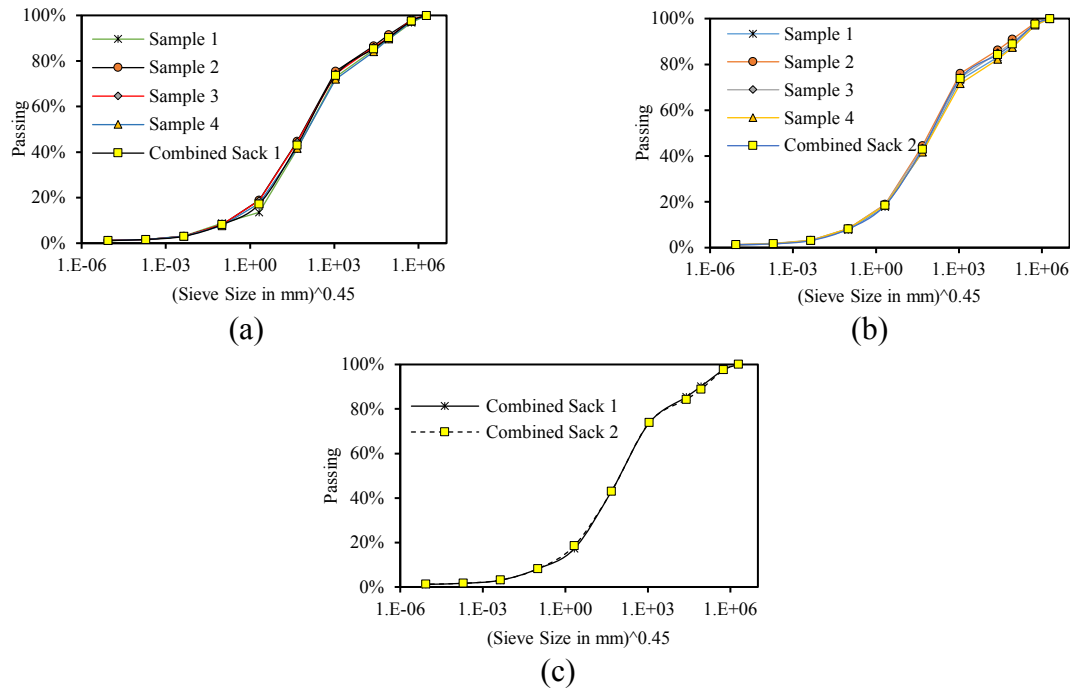 100%
80%
60%
40%
20%
0%
Passing
Sample 1
Sample 2
Sample 3
Sample 4
Combined Sack 1
1.E-06 1.E-03 1.E+00 1.E+03 1.E+06
(Sieve Size in mm)^0.45
(a)
100%
80%
60%
40%
20%
0%
Passing
Sample 1
Sample 2
Sample 3
Sample 4
Combined Sack 2
1.E-06 1.E-03 1.E+00 1.E+03 1.E+06
(Sieve Size in mm)^0.45
(b)
100%
80%
60%
40%
20%
0%
Passing
Combined Sack 1
Combined Sack 2
1.E-06 1.E-03 1.E+00 1.E+03 1.E+06
(Sieve Size in mm)^0.45
(c)